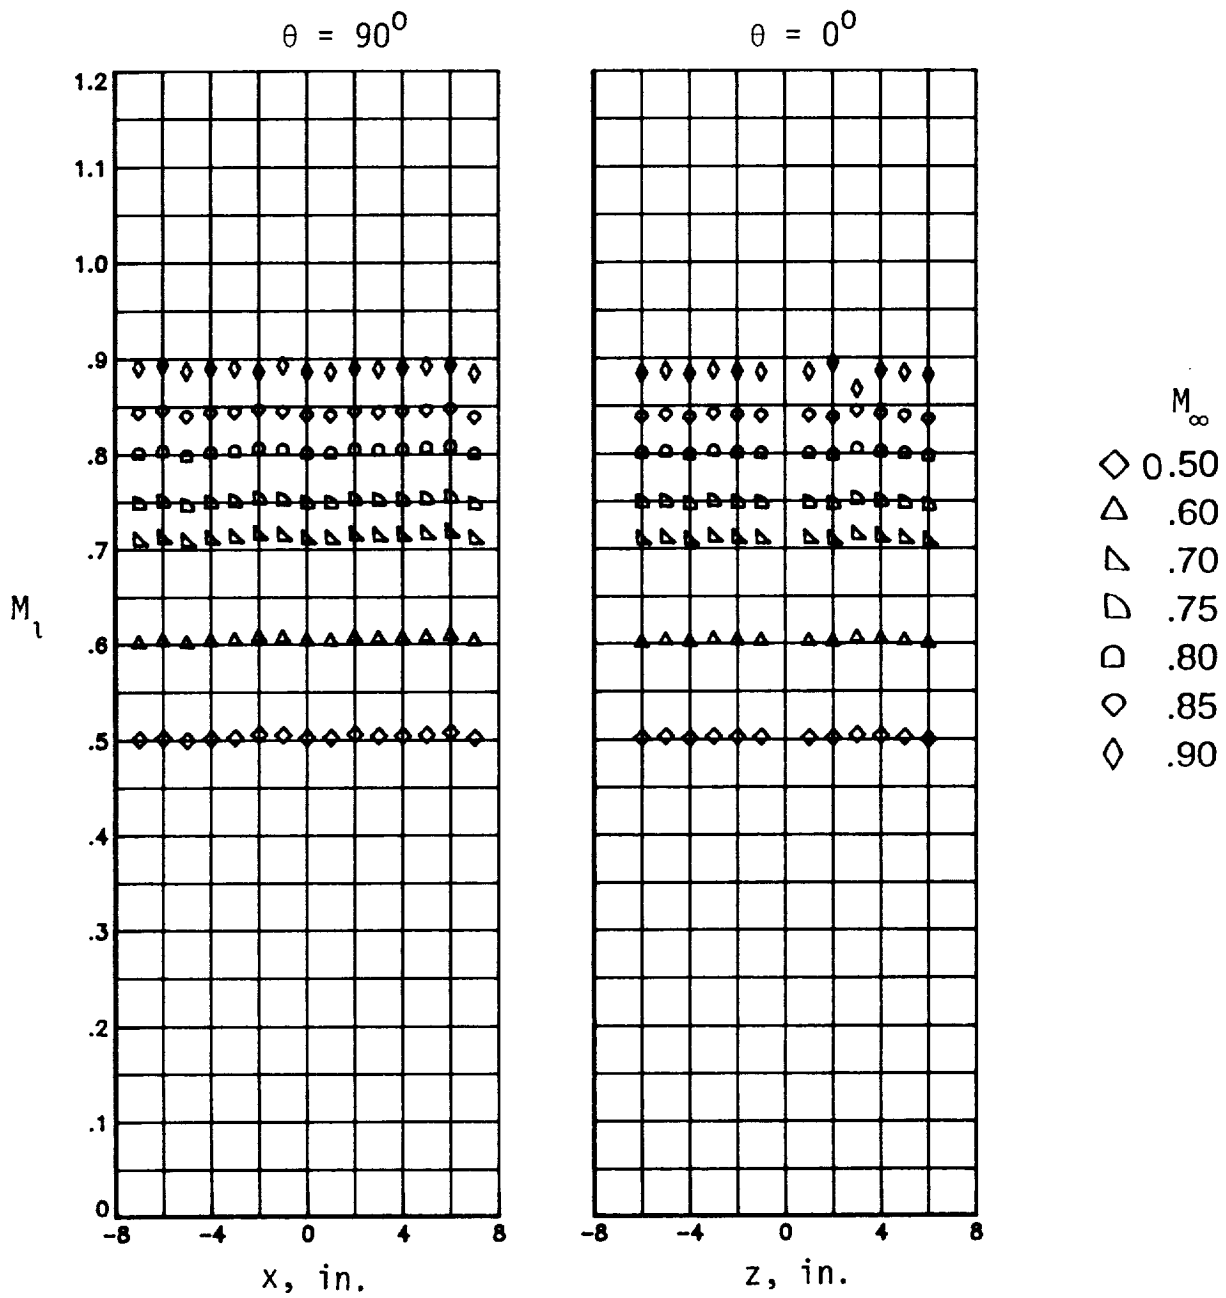 θ = 90⁰
θ = 0⁰
1.2
1.1
1.0
.9
.8
.7
.6
.5
.4
.3
.2
.1
0
M_l
-8 -4 0 4 8
-8 -4 0 4 8
x, in.
z, in.
M_∞
0.50
.60
.70
.75
.80
.85
.90